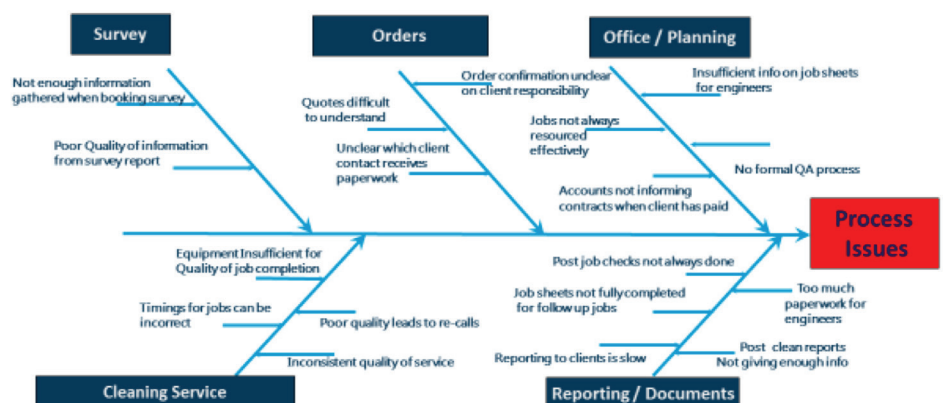 Survey
Orders
Office / Planning
Not enough information
gathered when booking survey
Poor Quality of information
from survey report
Order confirmation unclear
on client responsibility
Quotes difficult
to understand
Unclear which client
contact receives
paperwork
Insufficient info on job sheets
for engineers
Jobs not always
resourced
effectively
No formal QA process
Accounts not informing
contracts when client has paid
Process
Issues
Equipment Insufficient for
Quality of job completion
Timings for jobs can be
incorrect
Poor quality leads to re-calls
Inconsistent quality of service
Post job checks not always done
Job sheets not fully completed
for follow up jobs
Too much
paperwork for
engineers
Reporting to clients is slow
Post clean reports
Not giving enough info
Cleaning Service
Reporting / Documents